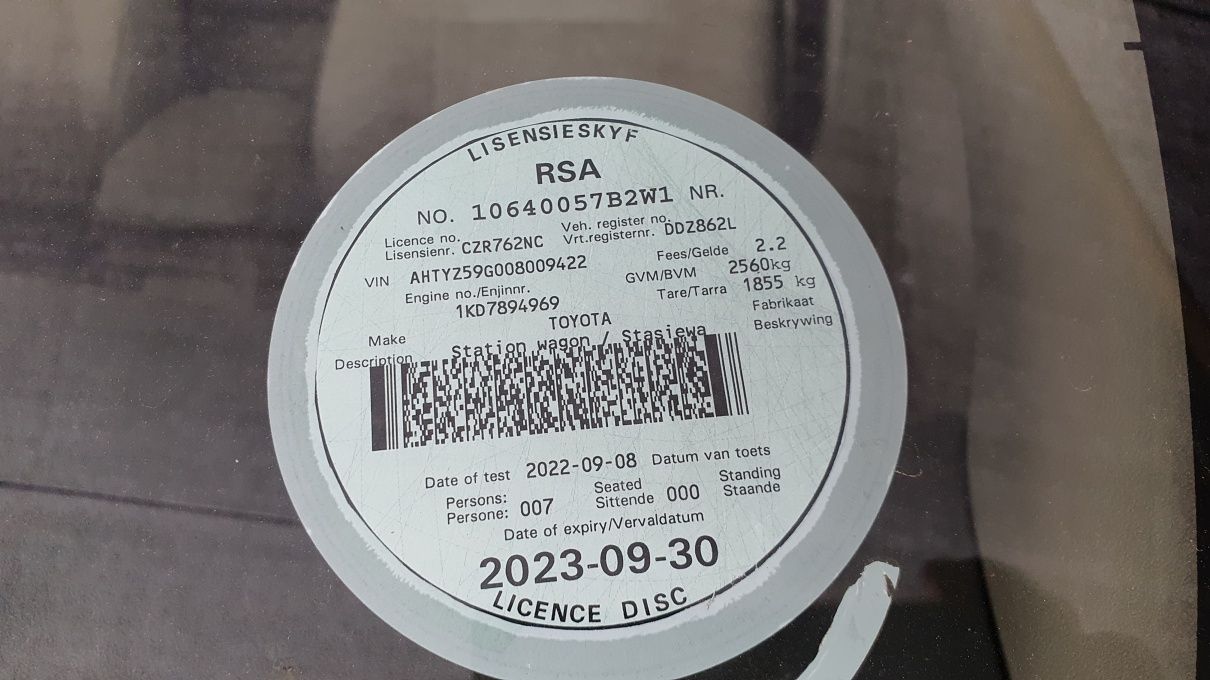 LISENSIESKYF
RSA
NO. 10640057B2W1 NR.
Licence no. CZR762NC Veh. register no. DDZ862L
Lisensienr. Vrt.registernr.
VIN AHTYZ59G008009422 Fees/Gelde 2.2
Engine no./Enjinnr. GVM/BVM 2560kg
1KD7894969 Tare/Tarra 1855 kg
Make TOYOTA Fabrikaat
Description Station wagon / Stasiewa Beskrywing
Date of test 2022-09-08 Datum van toets
Persons: 007 Seated 000 Standing
Persone: Sittende Staande
Date of expiry/Vervaldatum
2023-09-30
LICENCE DISC